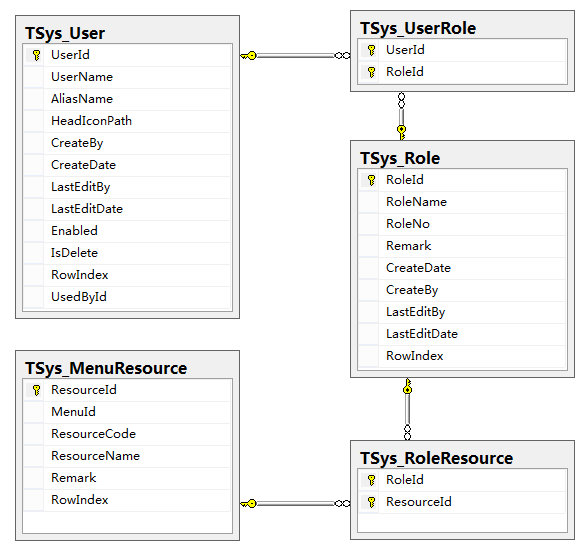 TSys_User
UserId
UserName
AliasName
HeadIconPath
CreateBy
CreateDate
LastEditBy
LastEditDate
Enabled
IsDelete
RowIndex
UsedById
TSys_UserRole
UserId
RoleId
TSys_Role
RoleId
RoleName
RoleNo
Remark
CreateDate
CreateBy
LastEditBy
LastEditDate
RowIndex
TSys_MenuResource
ResourceId
MenuId
ResourceCode
ResourceName
Remark
RowIndex
TSys_RoleResource
RoleId
ResourceId